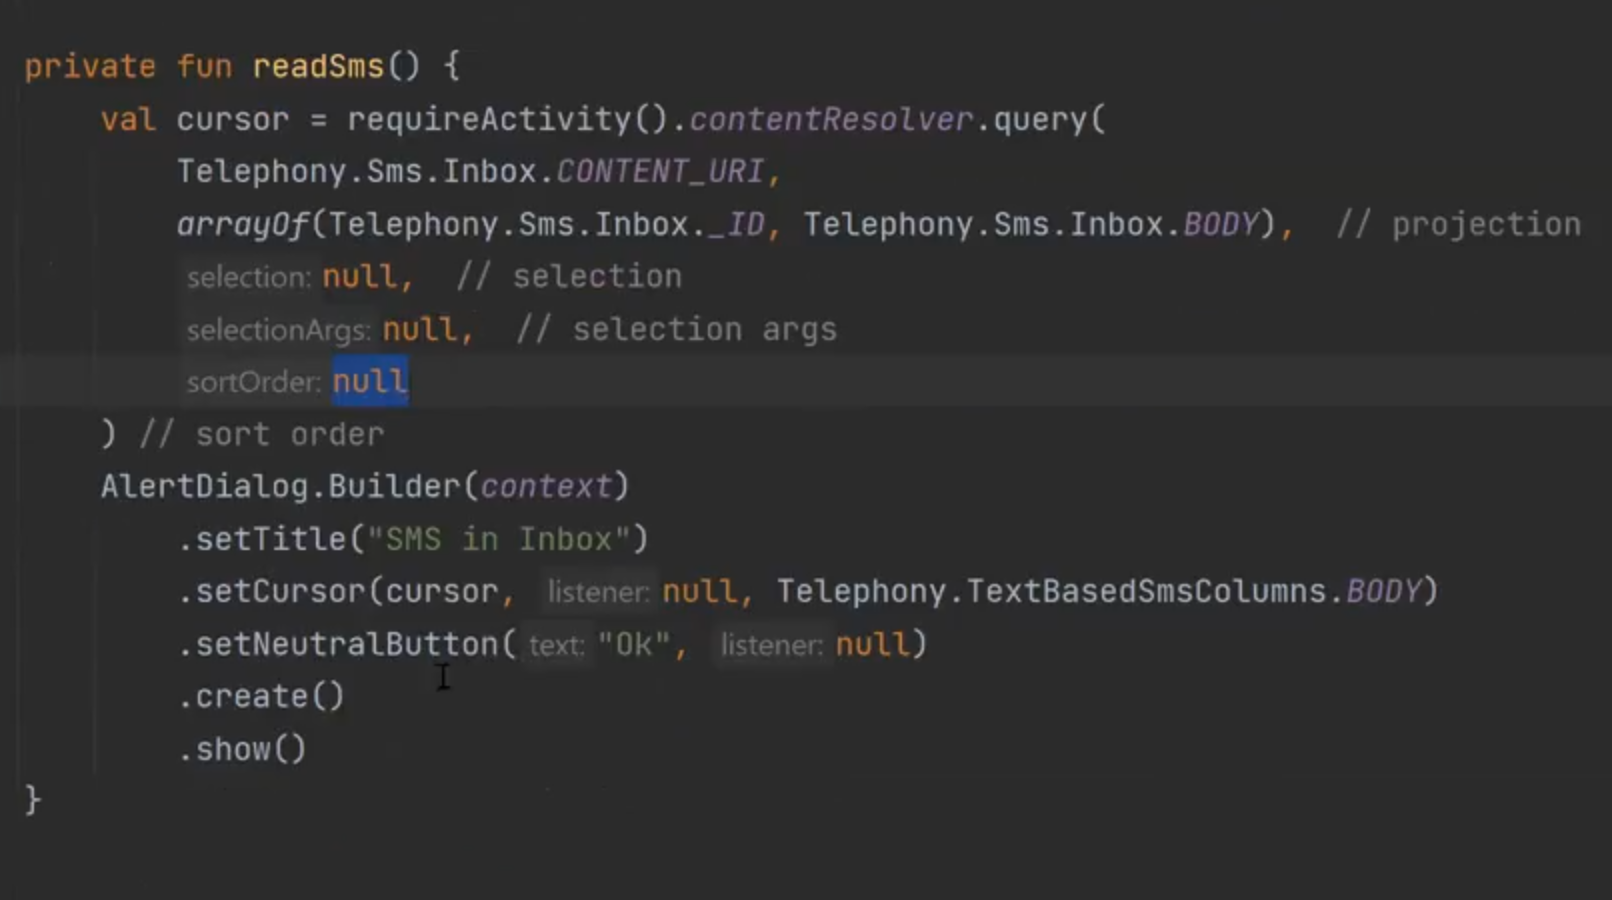 private fun readSms() {
val cursor = requireActivity().contentResolver.query(
Telephony.Sms.Inbox.CONTENT_URI,
arrayOf(Telephony.Sms.Inbox._ID, Telephony.Sms.Inbox.BODY), // projection
selection: null, // selection
selectionArgs: null, // selection args
sortOrder: null
) // sort order
AlertDialog.Builder(context)
.setTitle("SMS in Inbox")
.setCursor(cursor, listener: null, Telephony.TextBasedSmsColumns.BODY)
.setNeutralButton( text: "Ok", listener: null)
.create()
.show()
}